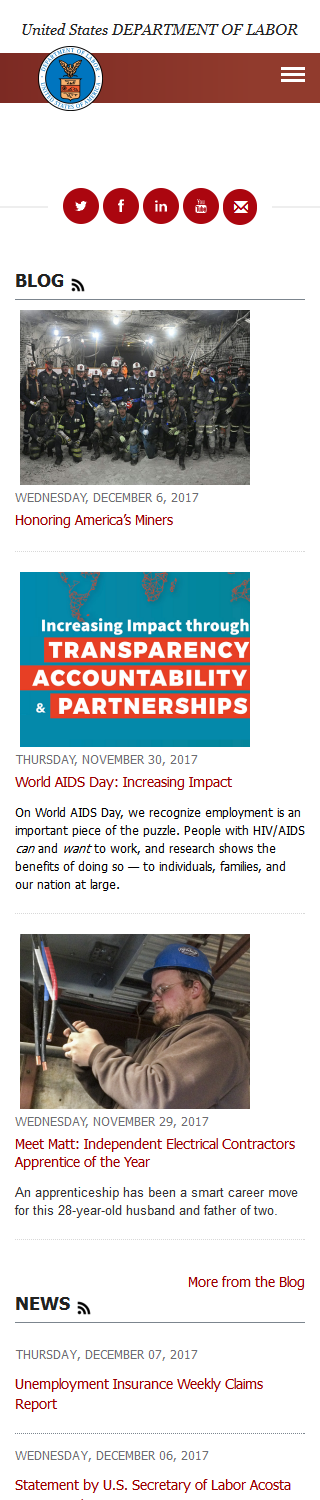 United States DEPARTMENT OF LABOR
BLOG
WEDNESDAY, DECEMBER 6, 2017
Honoring America's Miners
Increasing Impact through
TRANSPARENCY
ACCOUNTABILITY
& PARTNERSHIPS
THURSDAY, NOVEMBER 30, 2017
World AIDS Day: Increasing Impact
On World AIDS Day, we recognize employment is an
important piece of the puzzle. People with HIV/AIDS
can and want to work, and research shows the
benefits of doing so — to individuals, families, and
our nation at large.
WEDNESDAY, NOVEMBER 29, 2017
Meet Matt: Independent Electrical Contractors
Apprentice of the Year
An apprenticeship has been a smart career move
for this 28-year-old husband and father of two.
More from the Blog
NEWS
THURSDAY, DECEMBER 07, 2017
Unemployment Insurance Weekly Claims
Report
WEDNESDAY, DECEMBER 06, 2017
Statement by U.S. Secretary of Labor Acosta